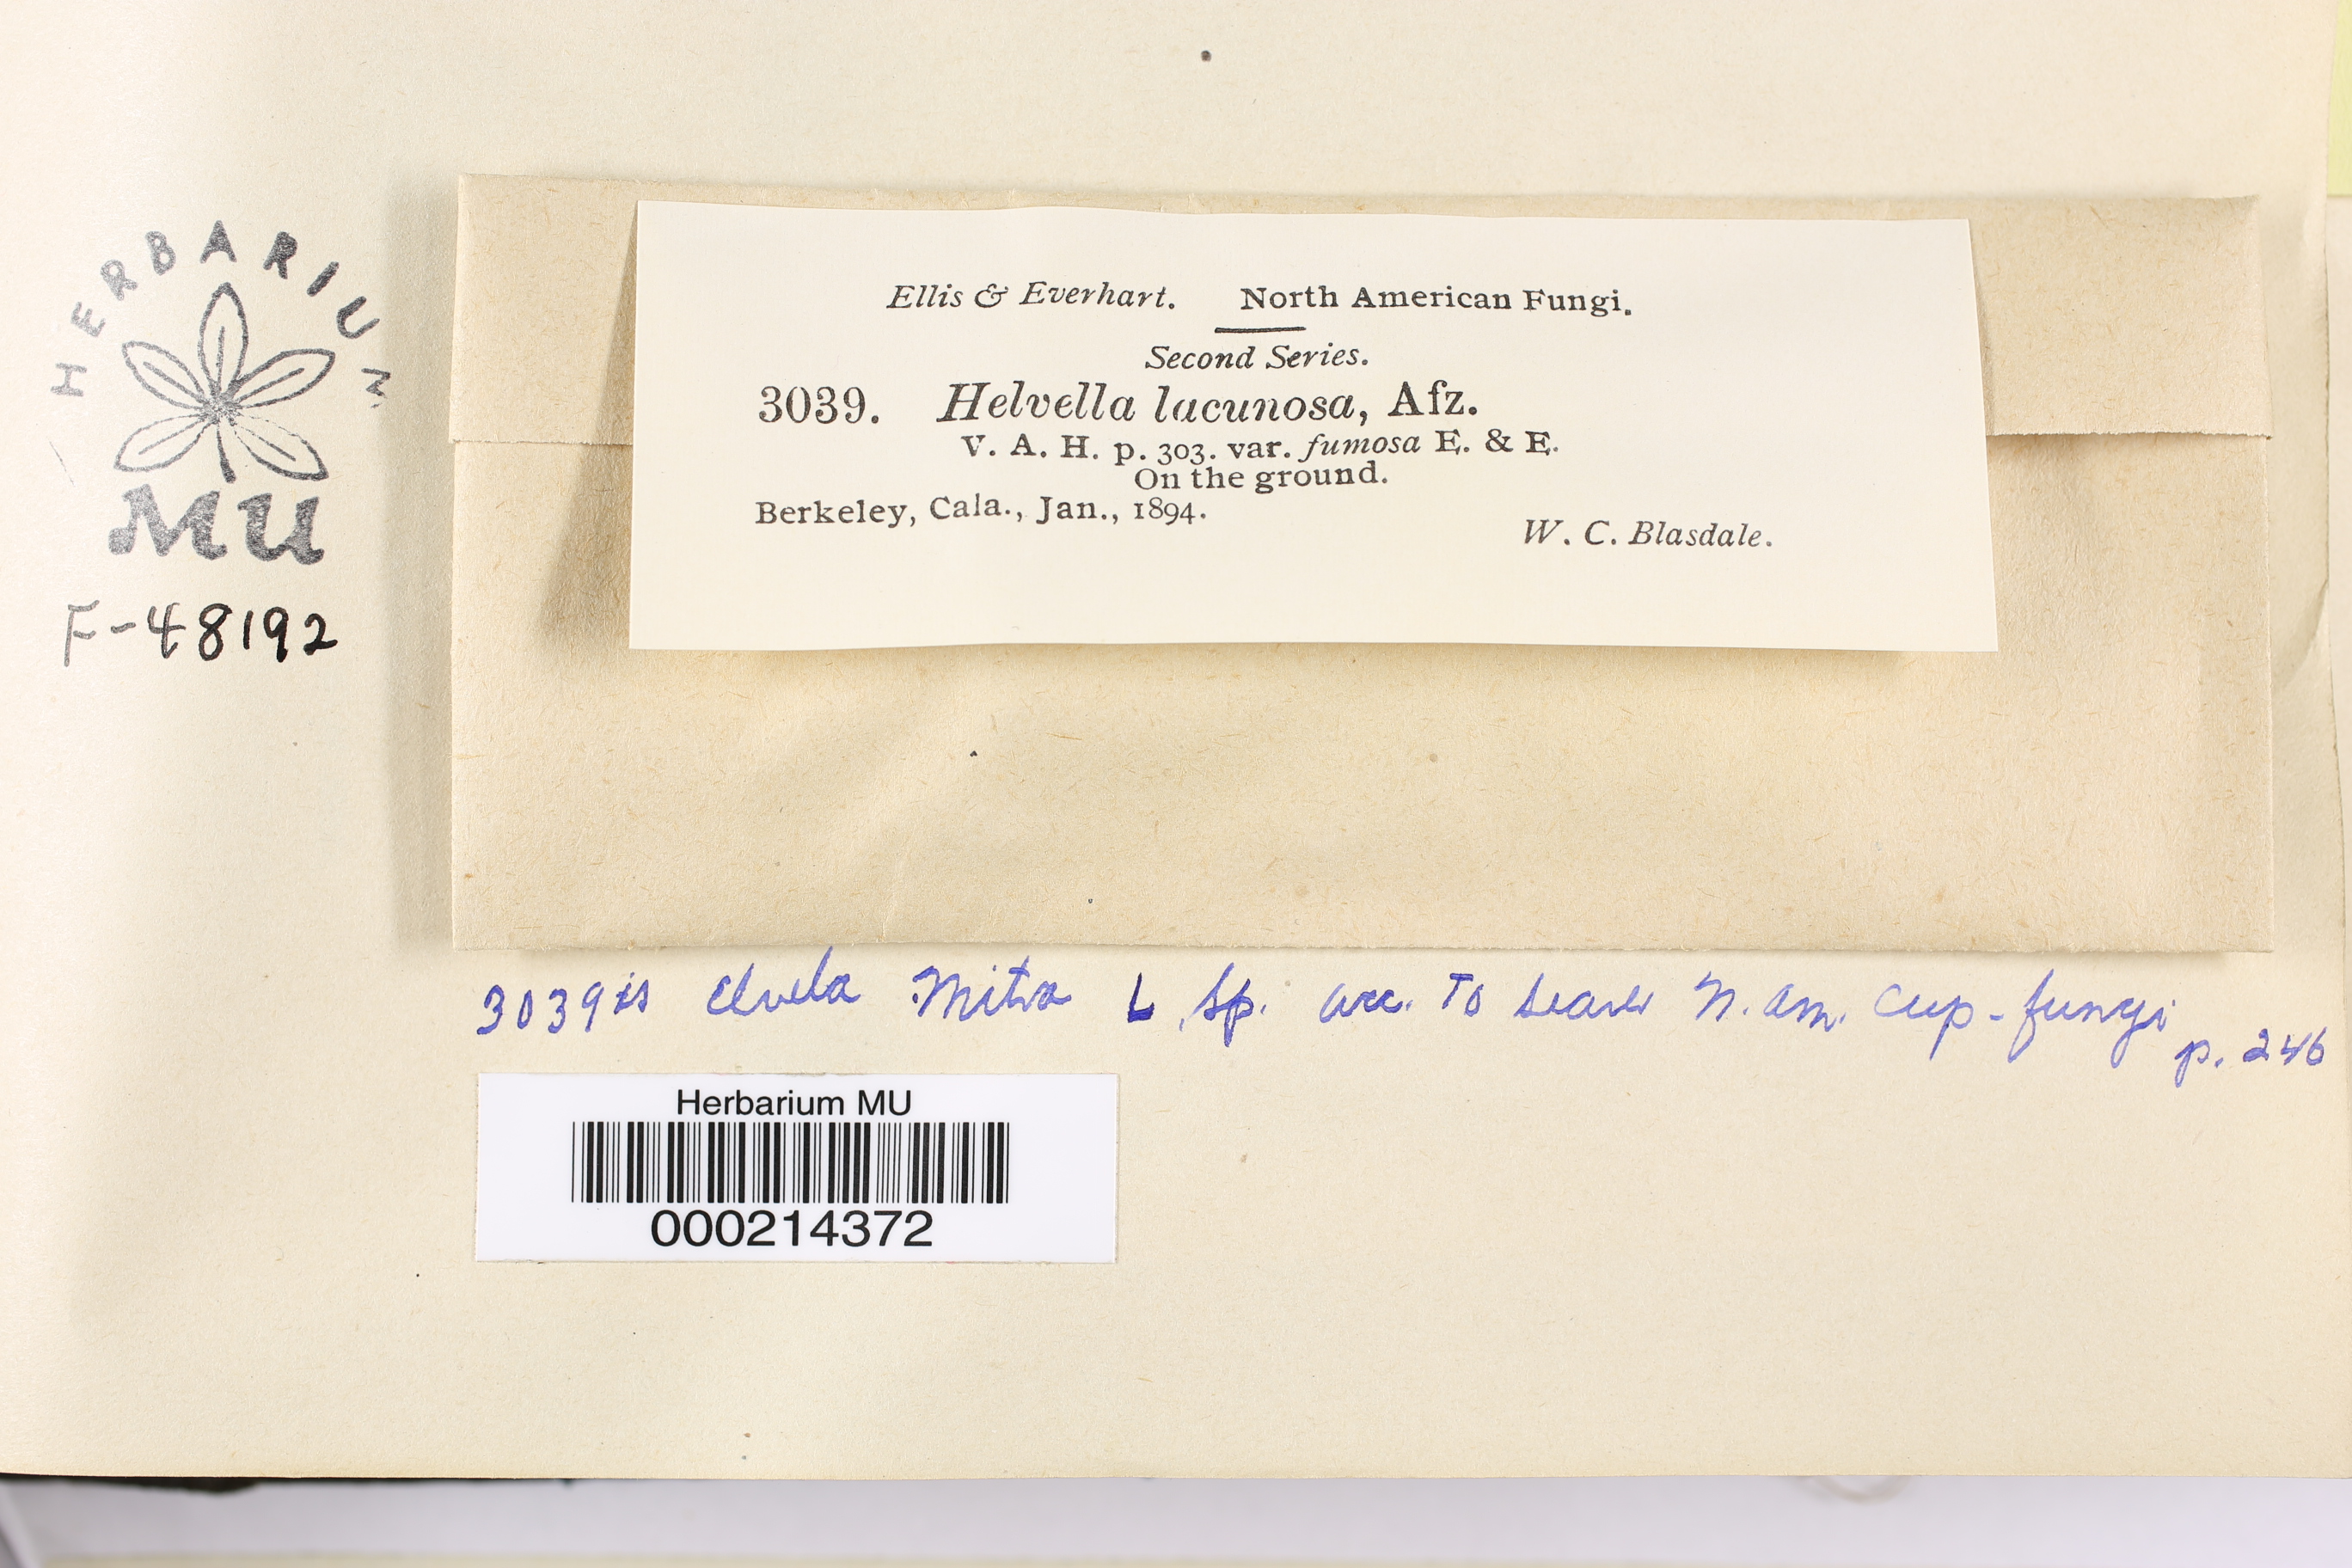 HERBARIUM
MU
F-48192
Ellis & Everhart. North American Fungi.
Second Series.
3039. Helvella lacunosa, Afz.
V. A. H. p. 303. var. fumosa E. & E.
On the ground.
Berkeley, Cala., Jan., 1894.
W. C. Blasdale.
3039 is Elvela Mitra L. Sp. acc. To Seaver N. Am. Cup-fungi
p. 246
Herbarium MU
000214372